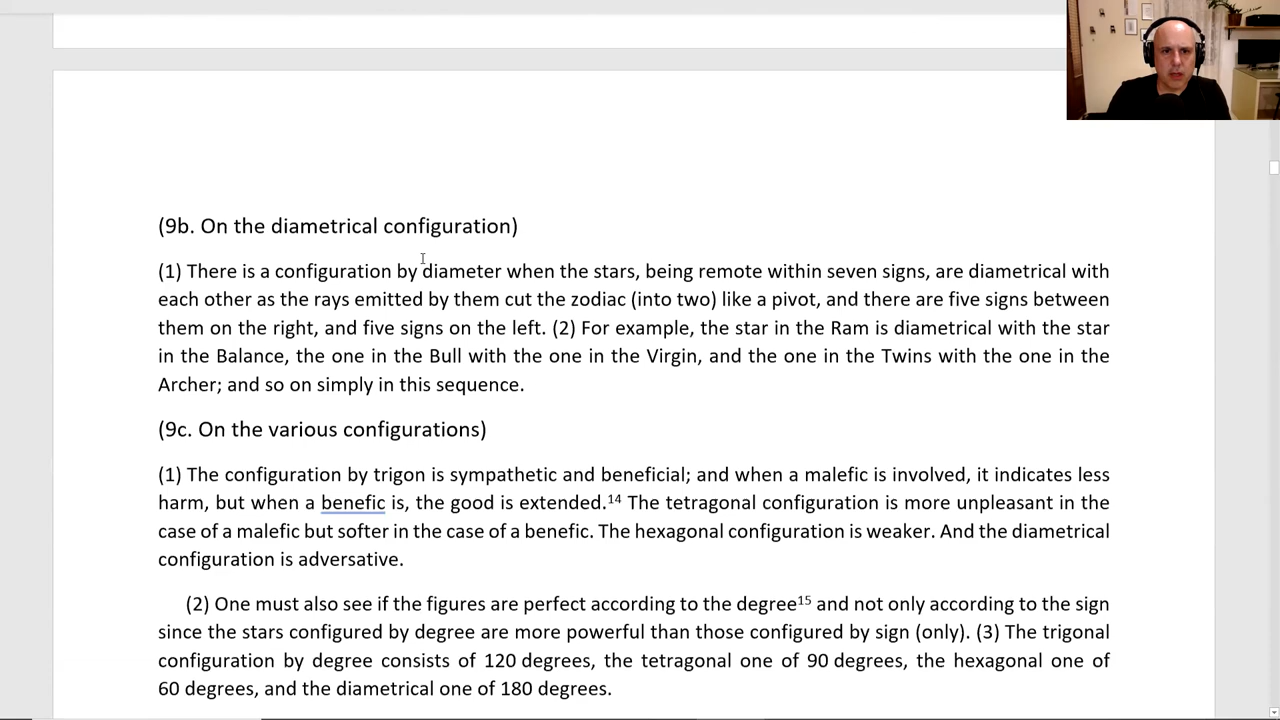 (9b. On the diametrical configuration)
(1) There is a configuration by diameter when the stars, being remote within seven signs, are diametrical with
each other as the rays emitted by them cut the zodiac (into two) like a pivot, and there are five signs between
them on the right, and five signs on the left. (2) For example, the star in the Ram is diametrical with the star
in the Balance, the one in the Bull with the one in the Virgin, and the one in the Twins with the one in the
Archer; and so on simply in this sequence.
(9c. On the various configurations)
(1) The configuration by trigon is sympathetic and beneficial; and when a malefic is involved, it indicates less
harm, but when a benefic is, the good is extended.¹⁴ The tetragonal configuration is more unpleasant in the
case of a malefic but softer in the case of a benefic. The hexagonal configuration is weaker. And the diametrical
configuration is adversative.
(2) One must also see if the figures are perfect according to the degree¹⁵ and not only according to the sign
since the stars configured by degree are more powerful than those configured by sign (only). (3) The trigonal
configuration by degree consists of 120 degrees, the tetragonal one of 90 degrees, the hexagonal one of
60 degrees, and the diametrical one of 180 degrees.